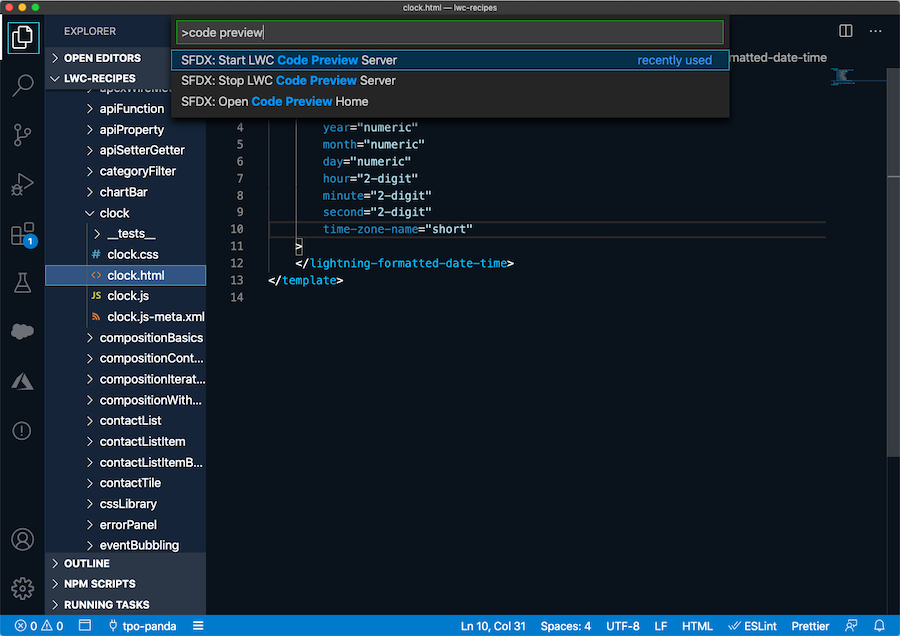 clock.html — lwc-recipes
EXPLORER
OPEN EDITORS
LWC-RECIPES
apexWireMe
apiFunction
apiProperty
apiSetterGetter
categoryFilter
chartBar
clock
__tests__
# clock.css
<> clock.html
JS clock.js
clock.js-meta.xml
compositionBasics
compositionCont...
compositionIterat...
compositionWith...
contactList
contactListItem
contactListItemB...
contactTile
cssLibrary
errorPanel
eventBubbling
OUTLINE
NPM SCRIPTS
RUNNING TASKS
1
>code preview
SFDX: Start LWC Code Preview Server recently used
SFDX: Stop LWC Code Preview Server
SFDX: Open Code Preview Home
matted-date-time
4 year="numeric"
5 month="numeric"
6 day="numeric"
7 hour="2-digit"
8 minute="2-digit"
9 second="2-digit"
10 time-zone-name="short"
11 >
12 </lightning-formatted-date-time>
13 </template>
14
0 0 tpo-panda Ln 10, Col 31 Spaces: 4 UTF-8 LF HTML ESLint Prettier